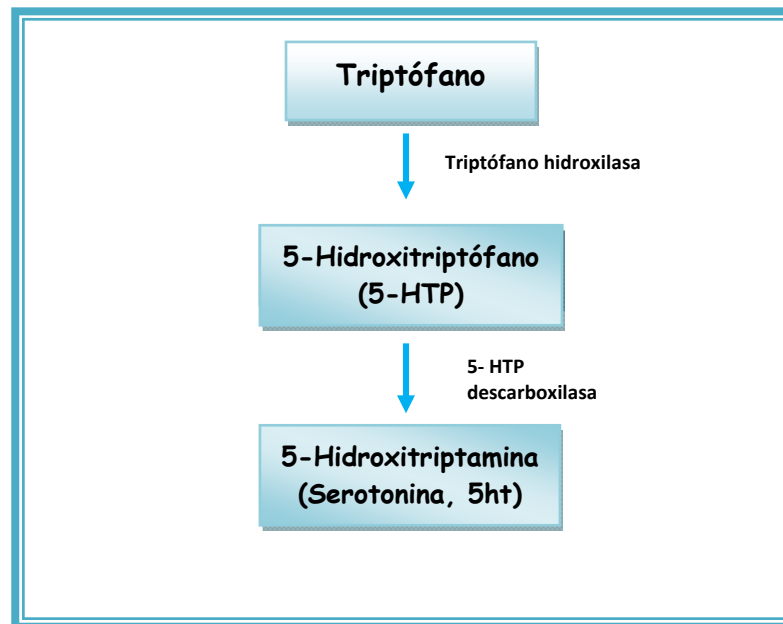 Triptófano
Triptófano hidroxilasa
5-Hidroxitriptófano
(5-HTP)
5- HTP
descarboxilasa
5-Hidroxitriptamina
(Serotonina, 5ht)